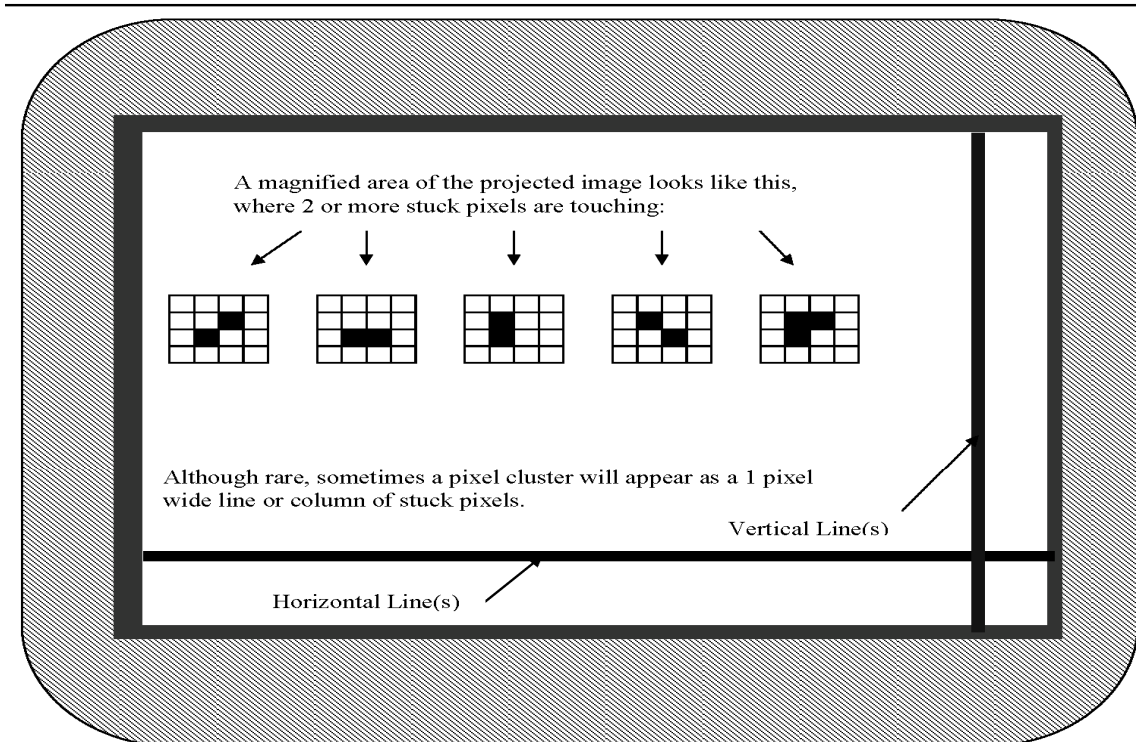 A magnified area of the projected image looks like this,
where 2 or more stuck pixels are touching:
Although rare, sometimes a pixel cluster will appear as a 1 pixel
wide line or column of stuck pixels.
Vertical Line(s)
Horizontal Line(s)